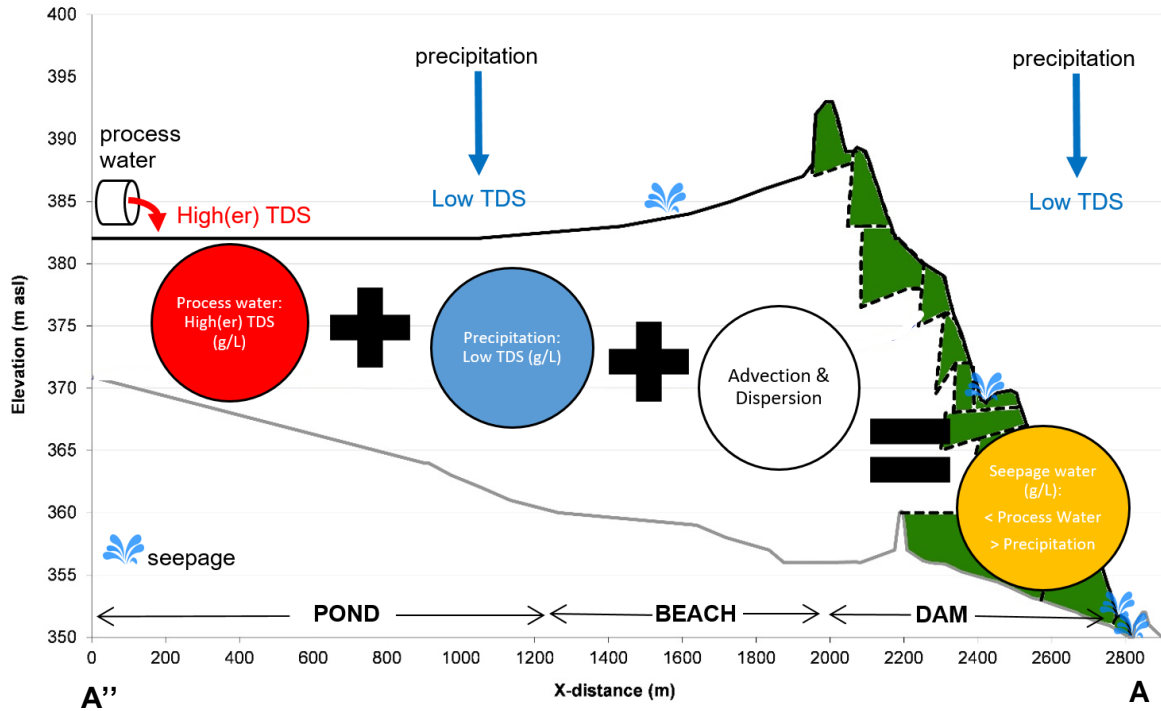 400
395
390
385
380
375
370
365
360
355
350
Elevation (m asl)
precipitation
precipitation
process
water
Low TDS
Low TDS
High(er) TDS
Process water:
High(er) TDS
(g/L)
Precipitation:
Low TDS (g/L)
Advection &
Dispersion
Seepage water
(g/L):
< Process Water
> Precipitation
seepage
POND
BEACH
DAM
0
200
400
600
800
1000
1200
1400
1600
1800
2000
2200
2400
2600
2800
A''
X-distance (m)
A